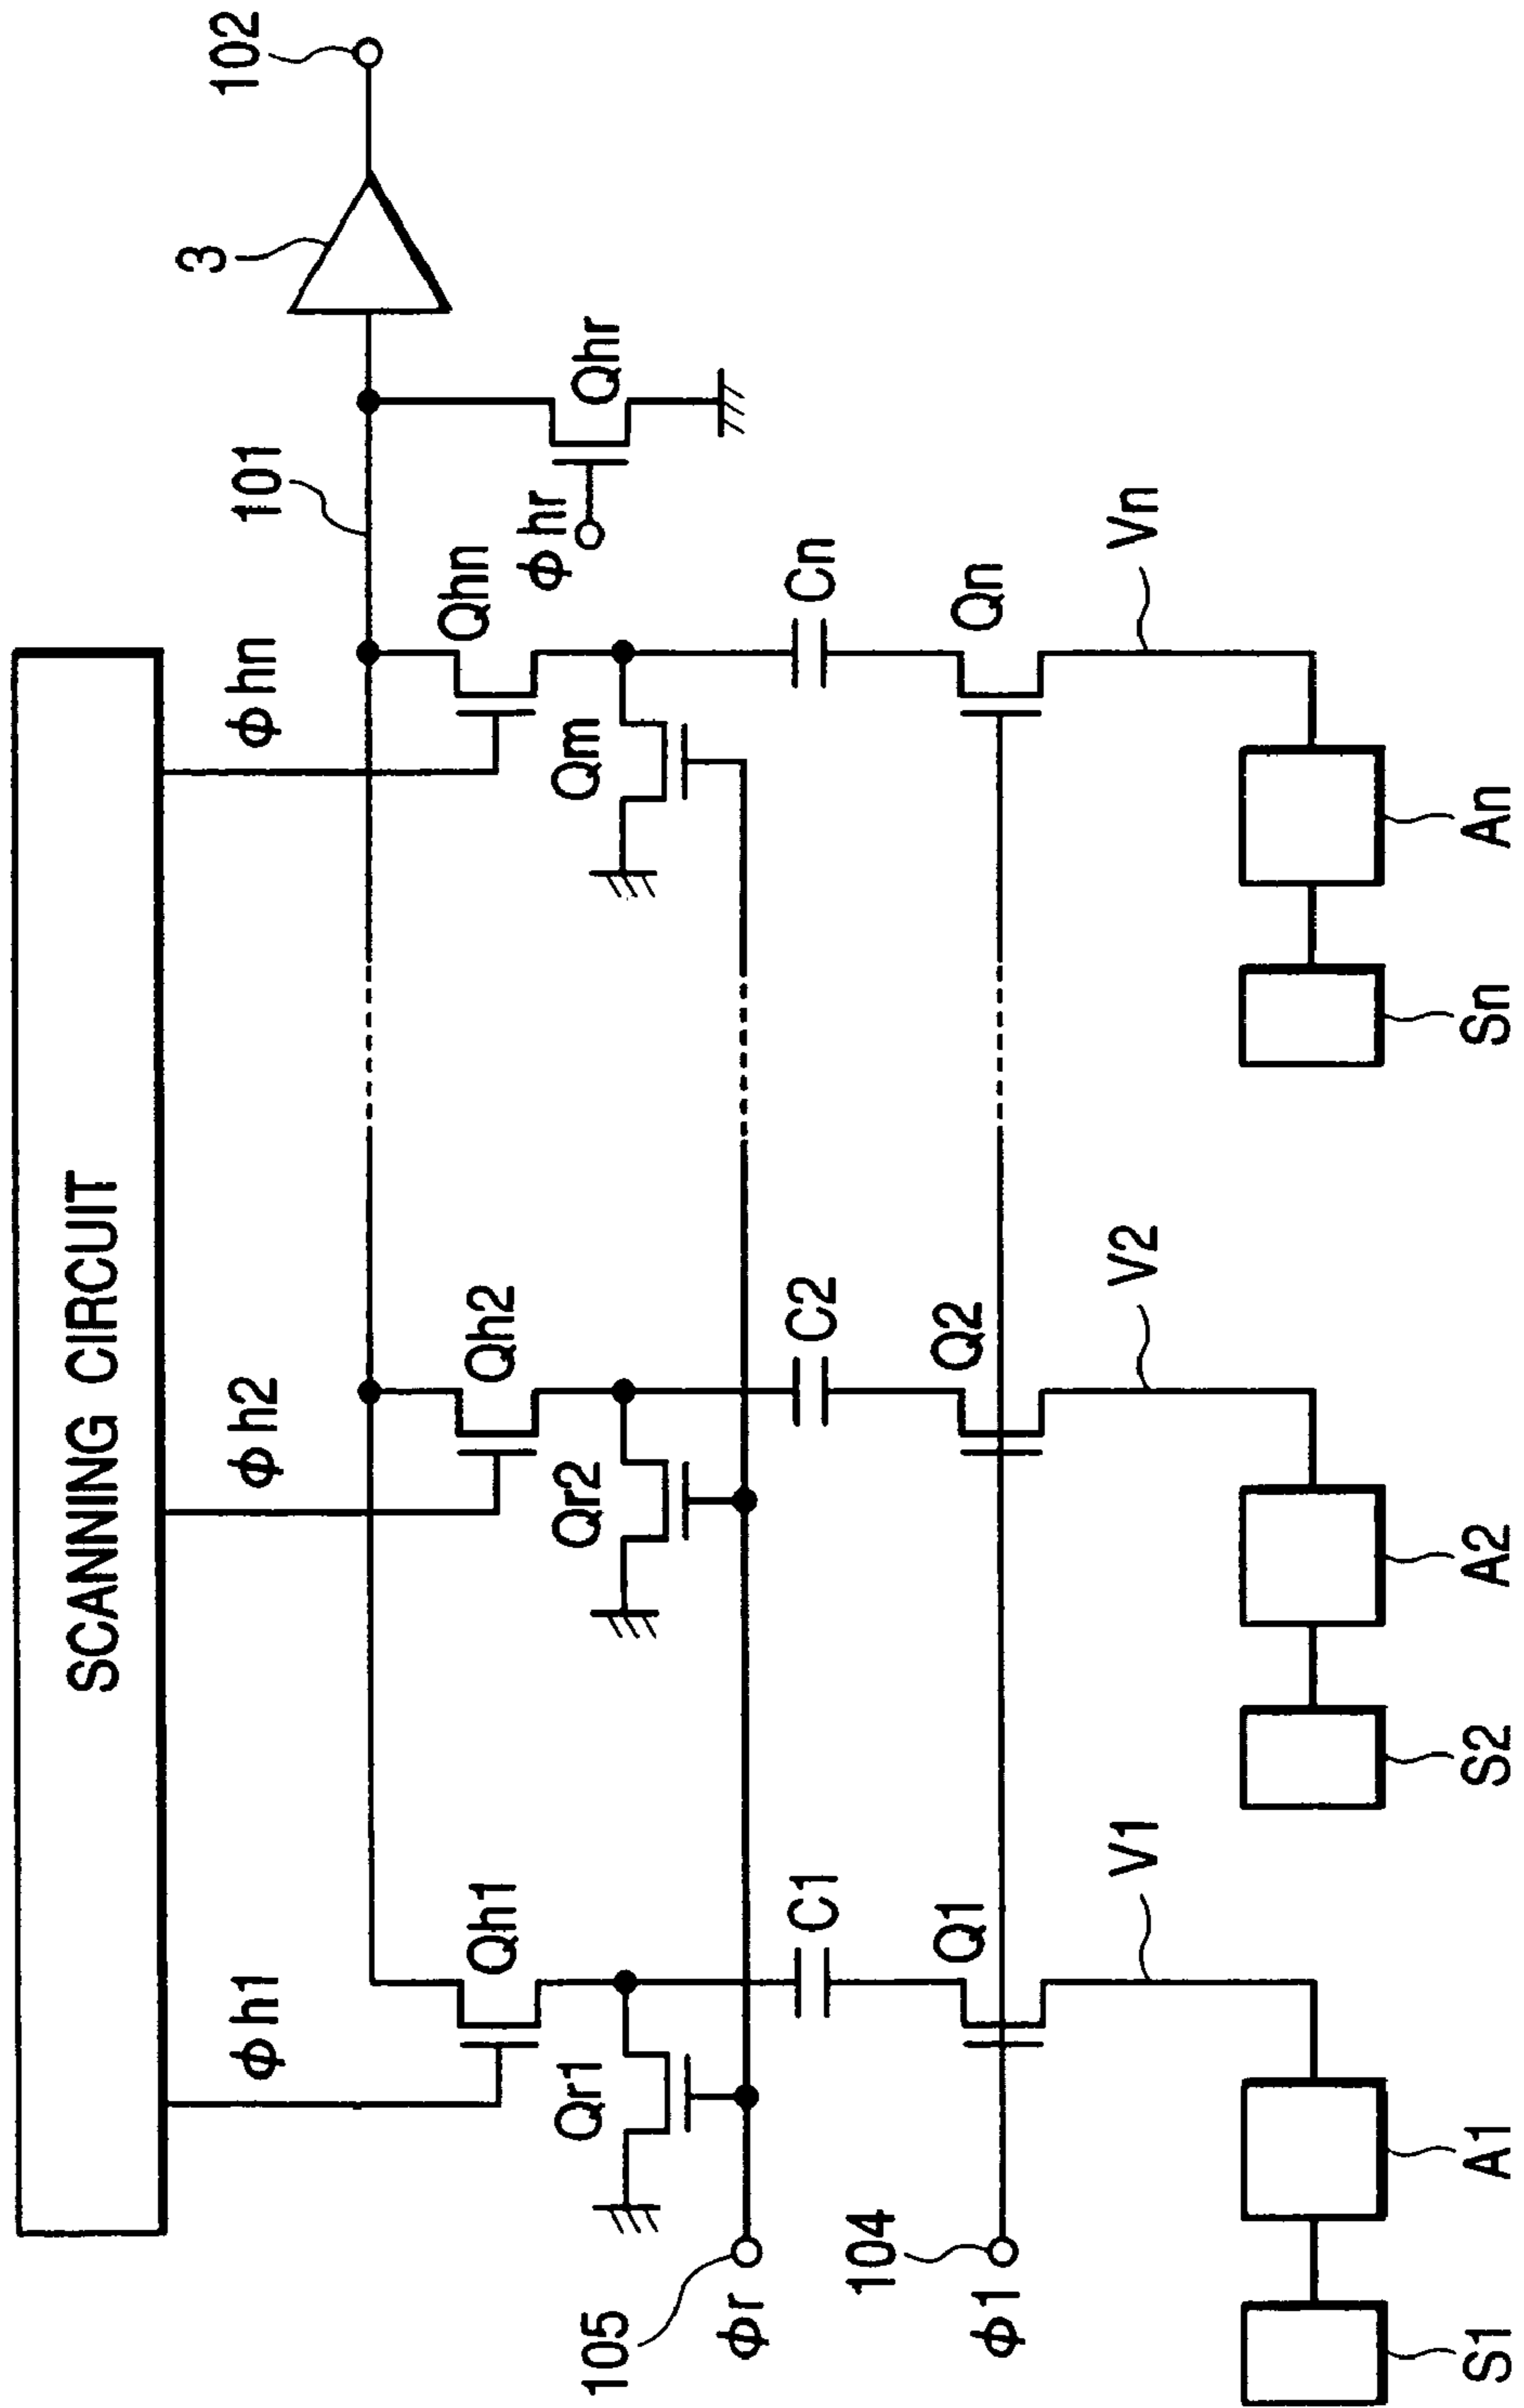 SCANNING CIRCUIT
102
3
101
φh1
φh2
φhn
Qh1
Qh2
Qhn
φhr
Qhr
Qr1
Qr2
Qm
105
φr
C1
C2
Cn
104
φ1
Q1
Q2
Qn
V1
V2
Vn
S1
A1
S2
A2
Sn
An